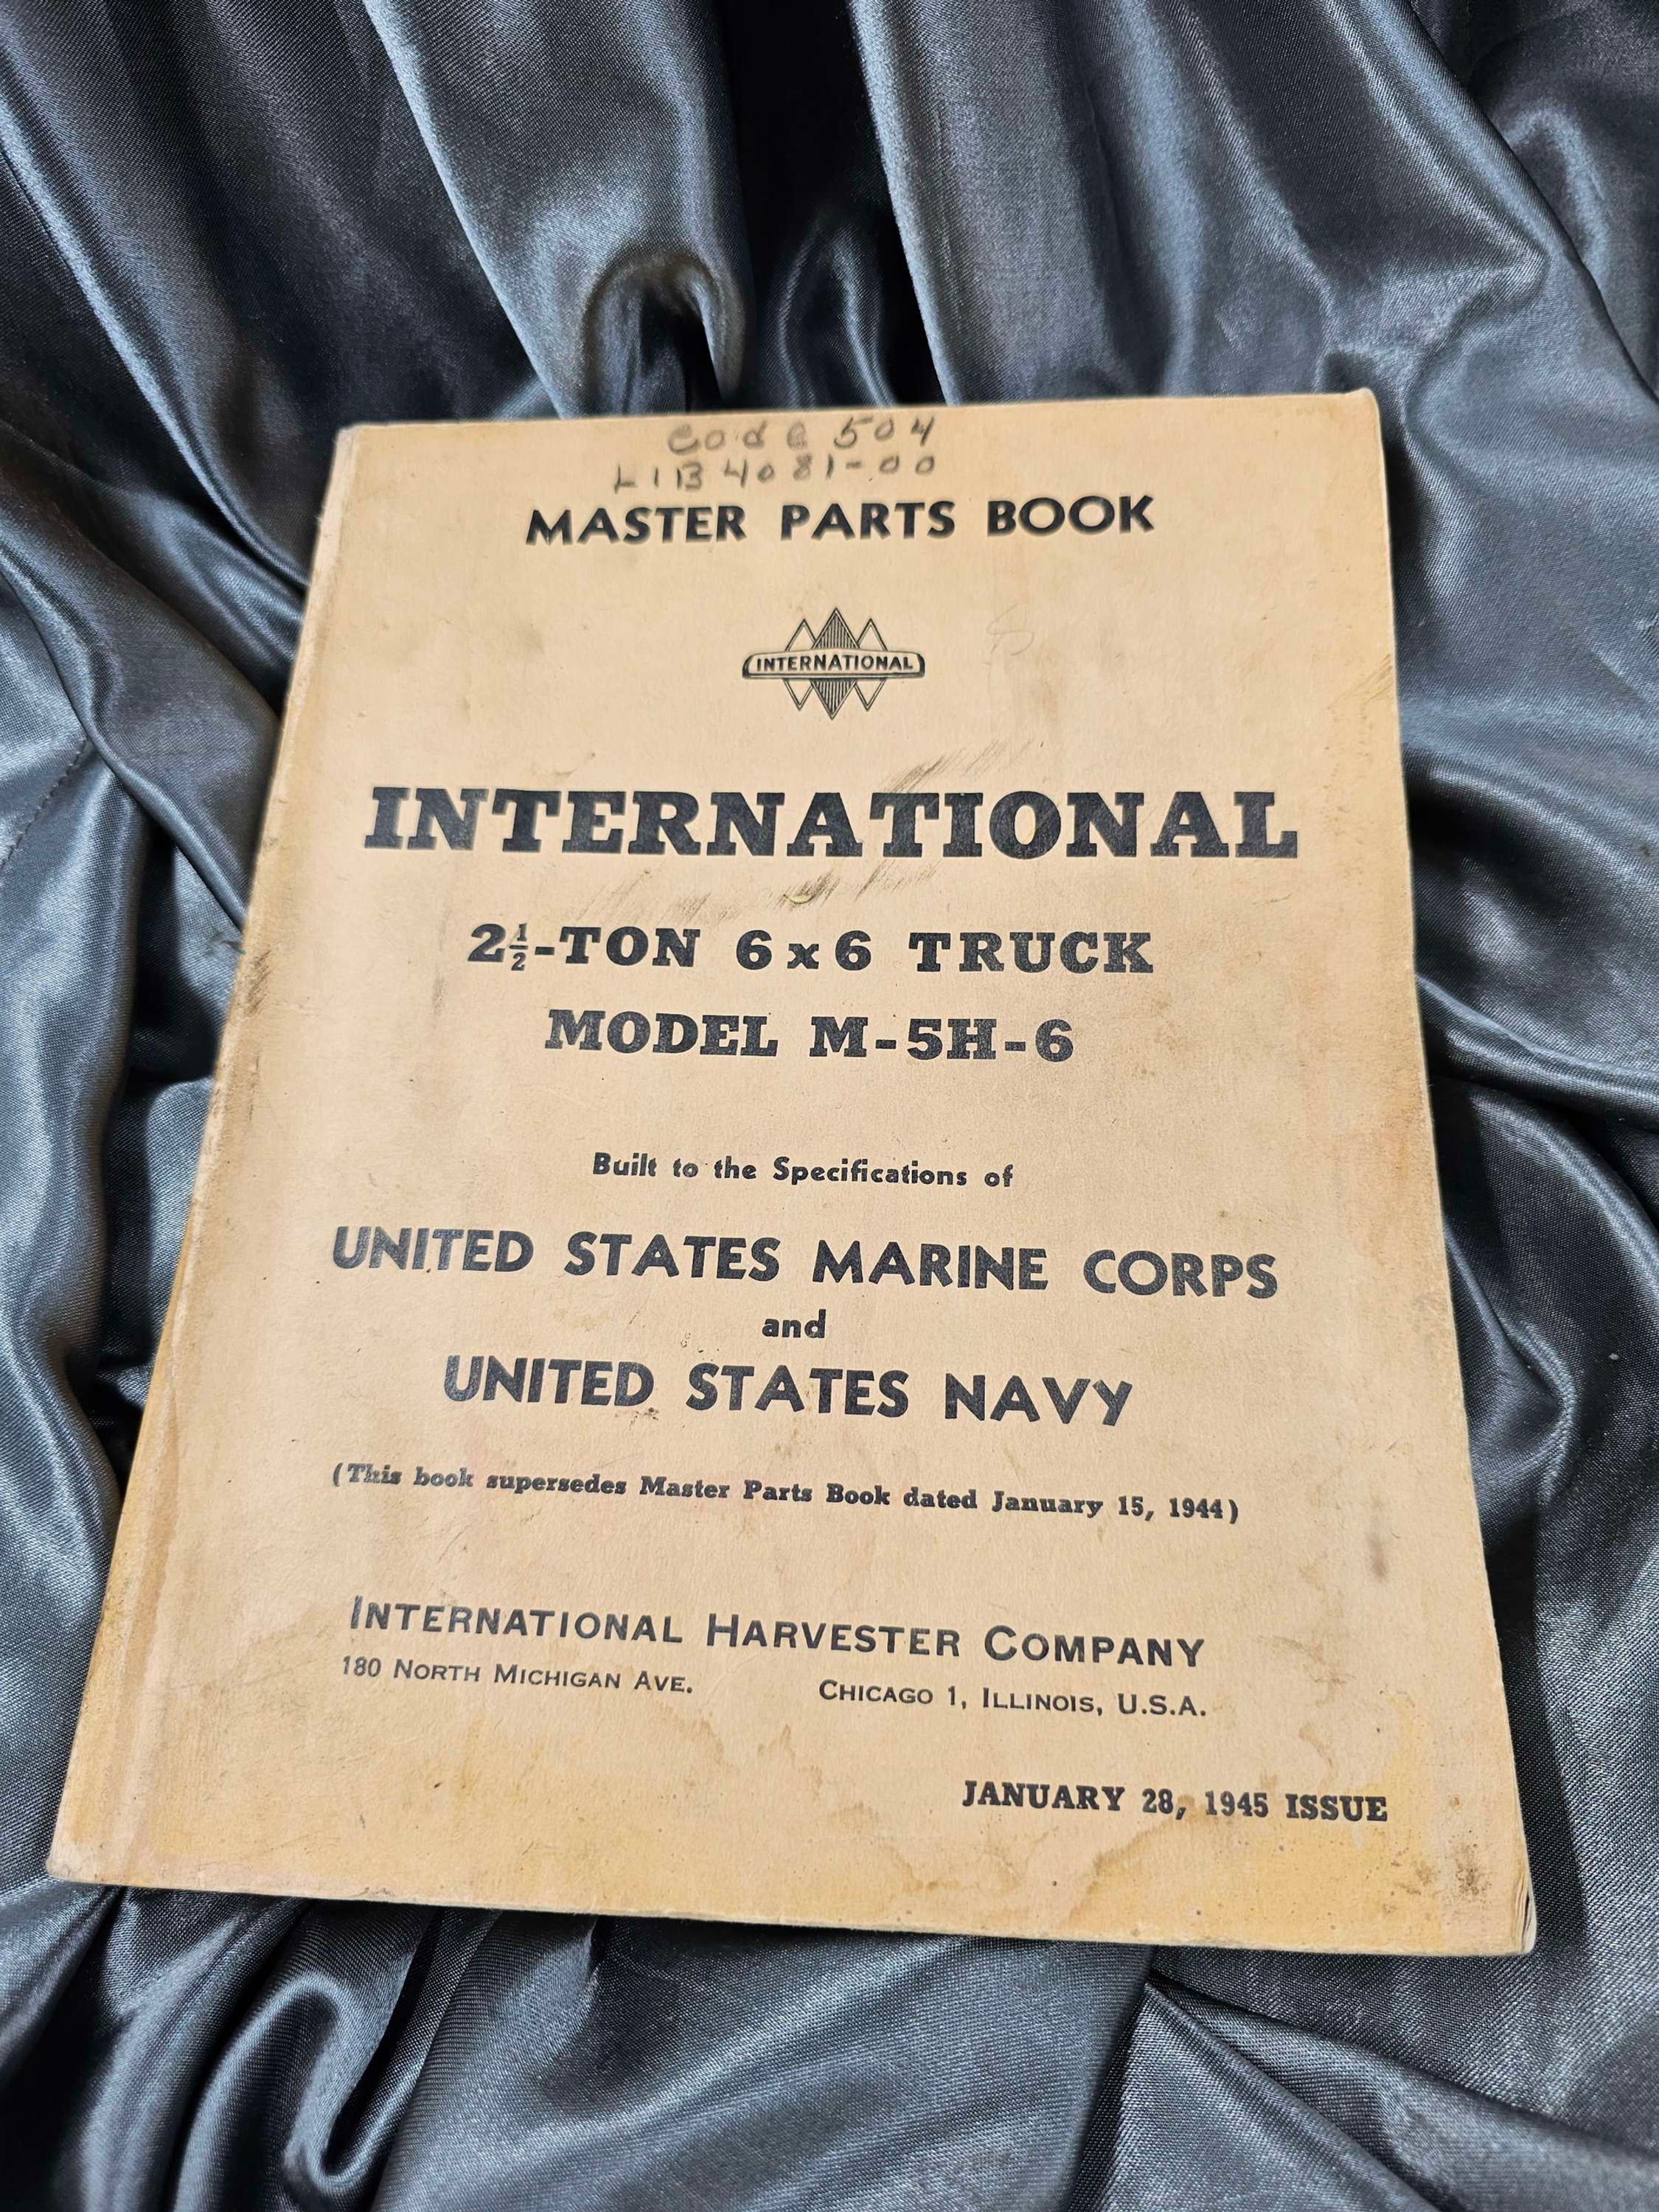 Code 504
LIB 4081-00
MASTER PARTS BOOK
INTERNATIONAL
INTERNATIONAL
2½-TON 6x6 TRUCK
MODEL M-5H-6
Built to the Specifications of
UNITED STATES MARINE CORPS
and
UNITED STATES NAVY
(This book supersedes Master Parts Book dated January 15, 1944)
INTERNATIONAL HARVESTER COMPANY
180 NORTH MICHIGAN AVE. CHICAGO 1, ILLINOIS, U.S.A.
JANUARY 28, 1945 ISSUE